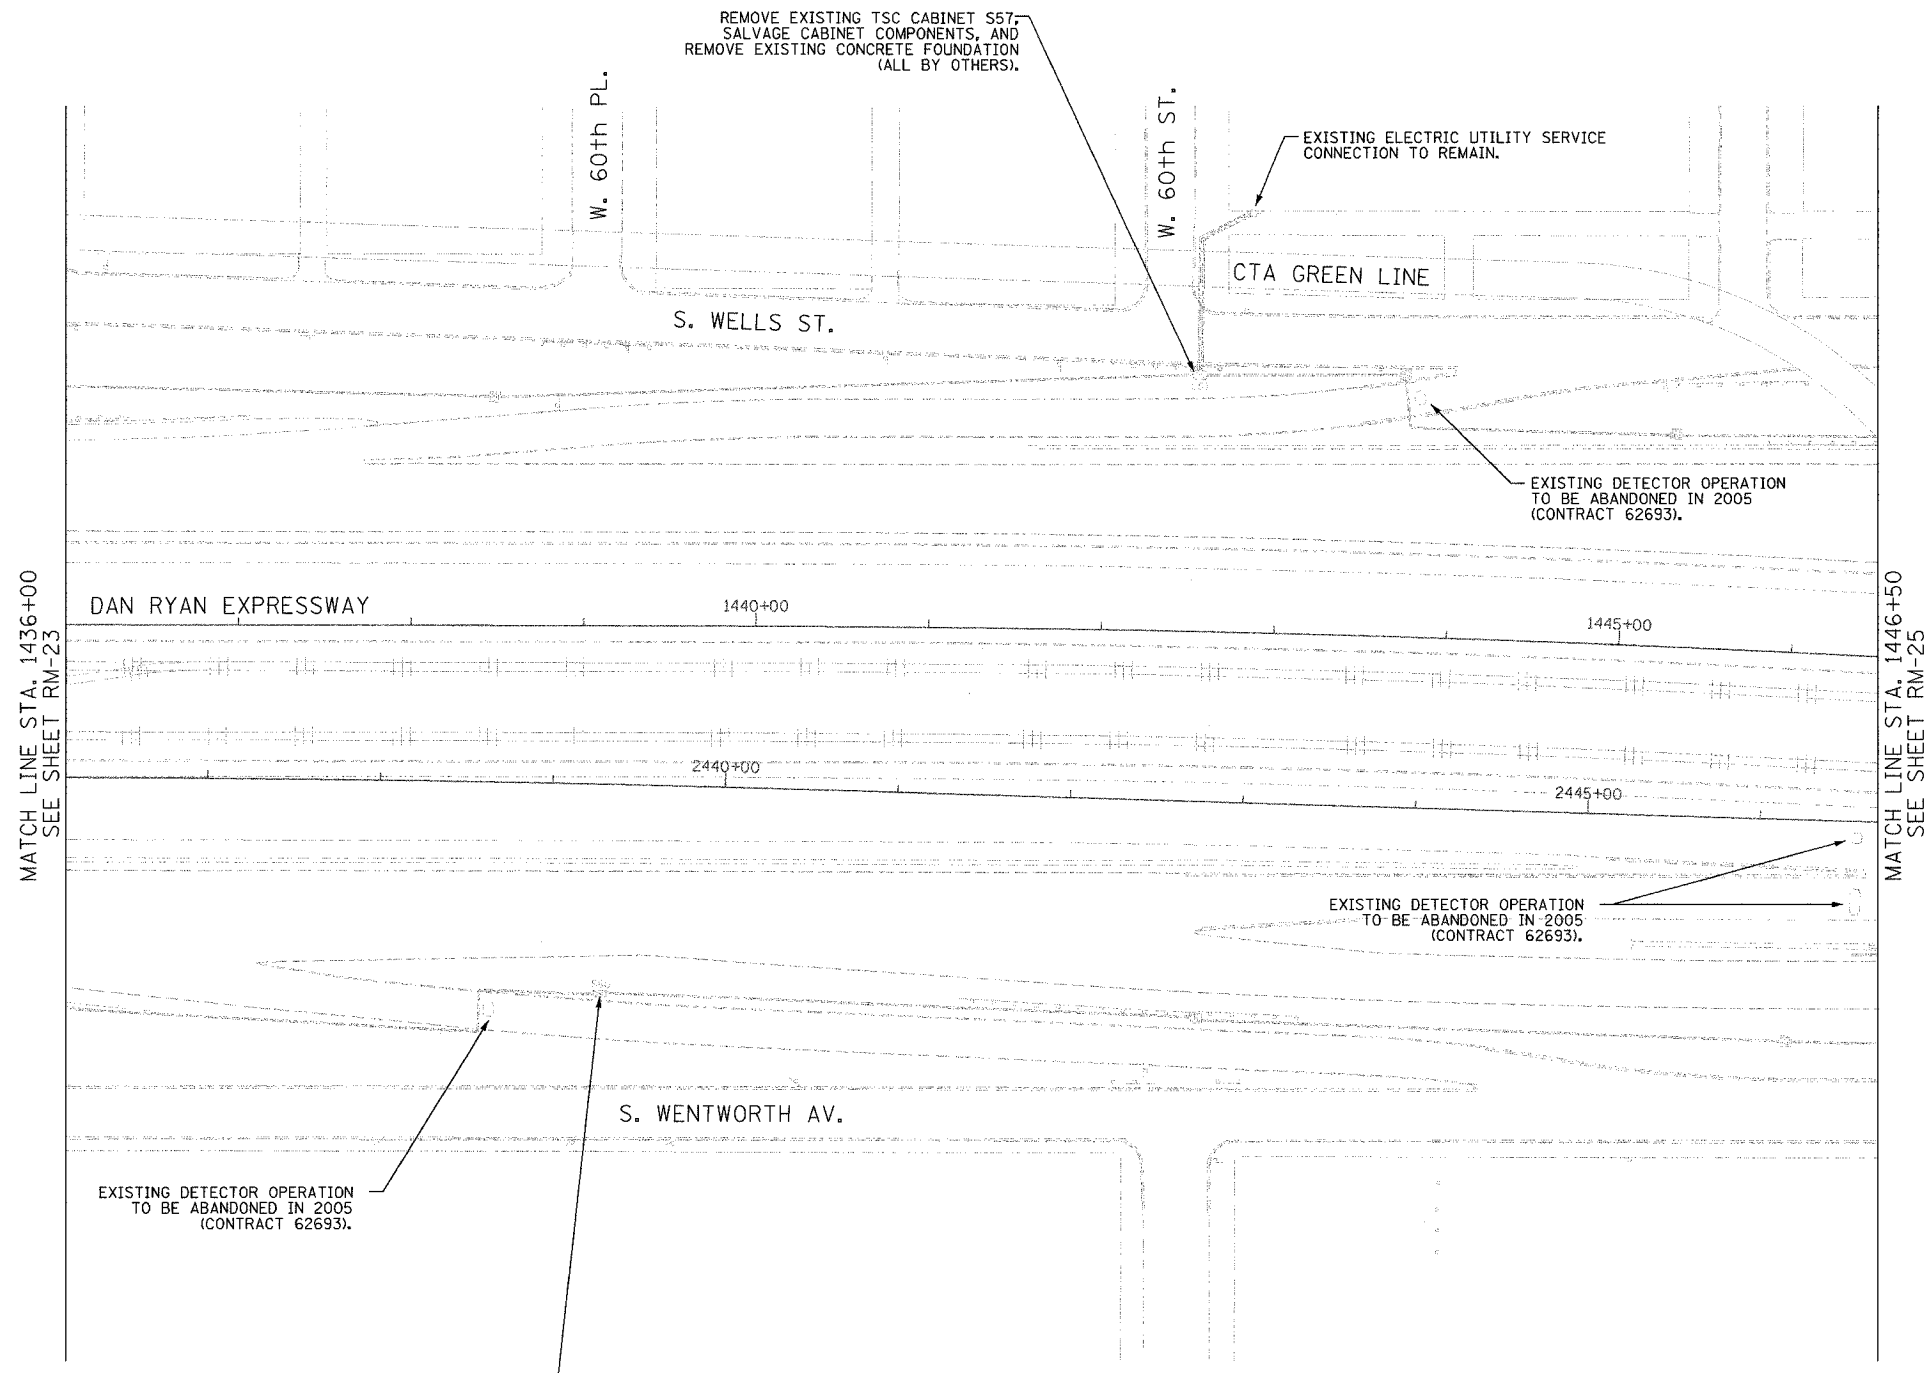 REMOVE EXISTING TSC CABINET S57,
SALVAGE CABINET COMPONENTS, AND
REMOVE EXISTING CONCRETE FOUNDATION
(ALL BY OTHERS).
W. 60th PL.
W. 60th ST.
EXISTING ELECTRIC UTILITY SERVICE
CONNECTION TO REMAIN.
CTA GREEN LINE
S. WELLS ST.
EXISTING DETECTOR OPERATION
TO BE ABANDONED IN 2005
(CONTRACT 62693).
MATCH LINE STA. 1436+00
SEE SHEET RM-23
DAN RYAN EXPRESSWAY
1440+00
1445+00
MATCH LINE STA. 1446+50
SEE SHEET RM-25
2440+00
2445+00
EXISTING DETECTOR OPERATION
TO BE ABANDONED IN 2005
(CONTRACT 62693).
S. WENTWORTH AV.
EXISTING DETECTOR OPERATION
TO BE ABANDONED IN 2005
(CONTRACT 62693).